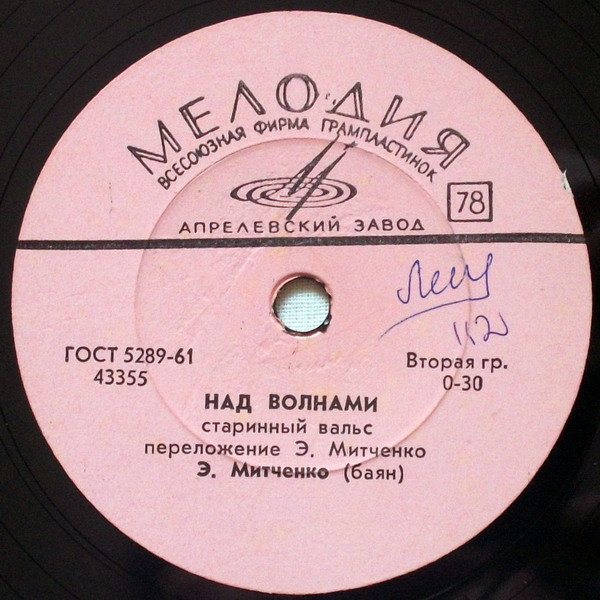 МЕЛОДИЯ
ВСЕСОЮЗНАЯ ФИРМА ГРАМПЛАСТИНОК
78
АПРЕЛЕВСКИЙ ЗАВОД
ГОСТ 5289-61
43355
Вторая гр.
0-30
НАД ВОЛНАМИ
старинный вальс
переложение Э. Митченко
Э. Митченко (баян)